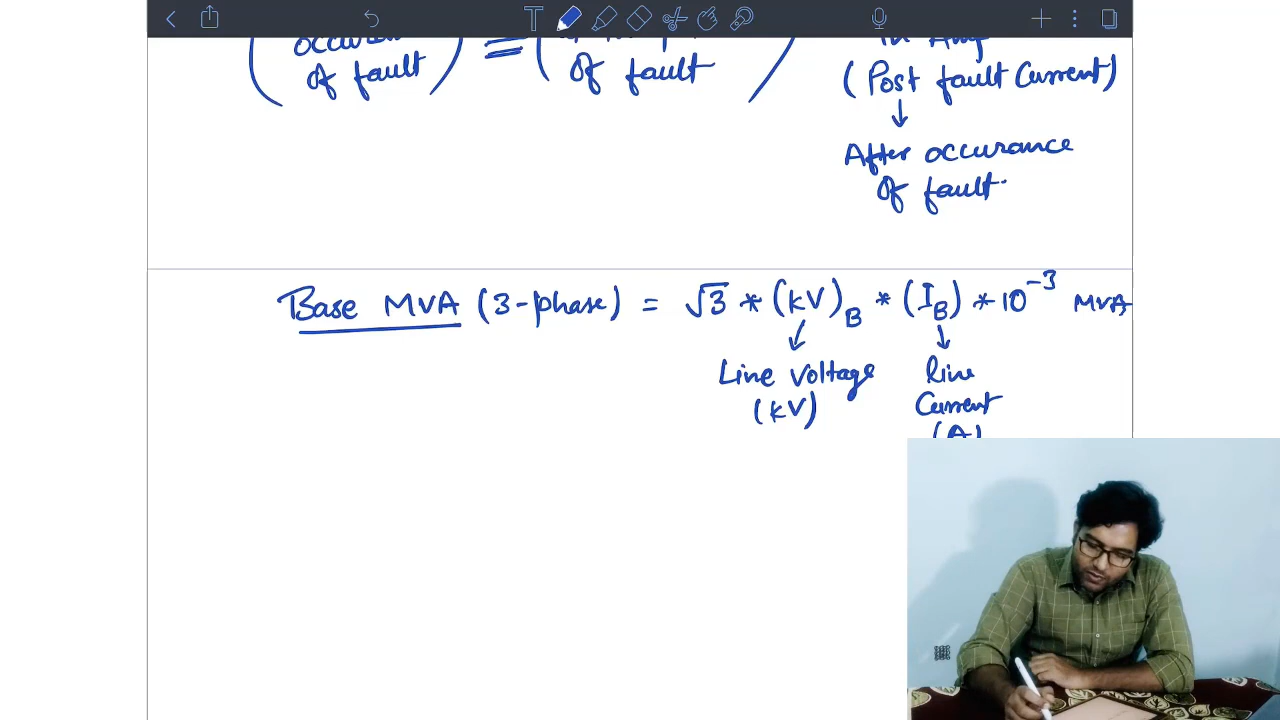 of fault of fault
(Post fault Current)
↓
After occurance
of fault.
Base MVA (3-phase) = √3 * (kV)B * (IB) * 10⁻³ MVA
Line Voltage line
(kV) Current
(A)